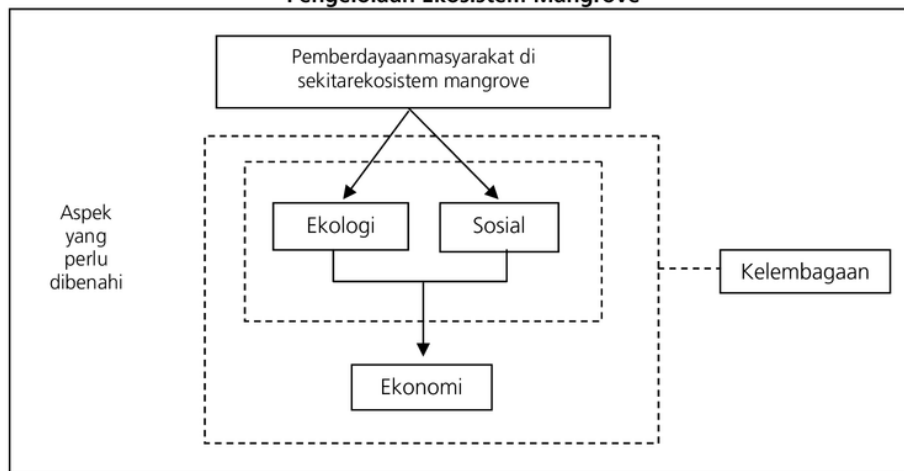 Pengelolaan Ekosistem Mangrove
Pemberdayaanmasyarakat di
sekitarekosistem mangrove
Aspek
yang
perlu
dibenahi
Ekologi
Sosial
Kelembagaan
Ekonomi